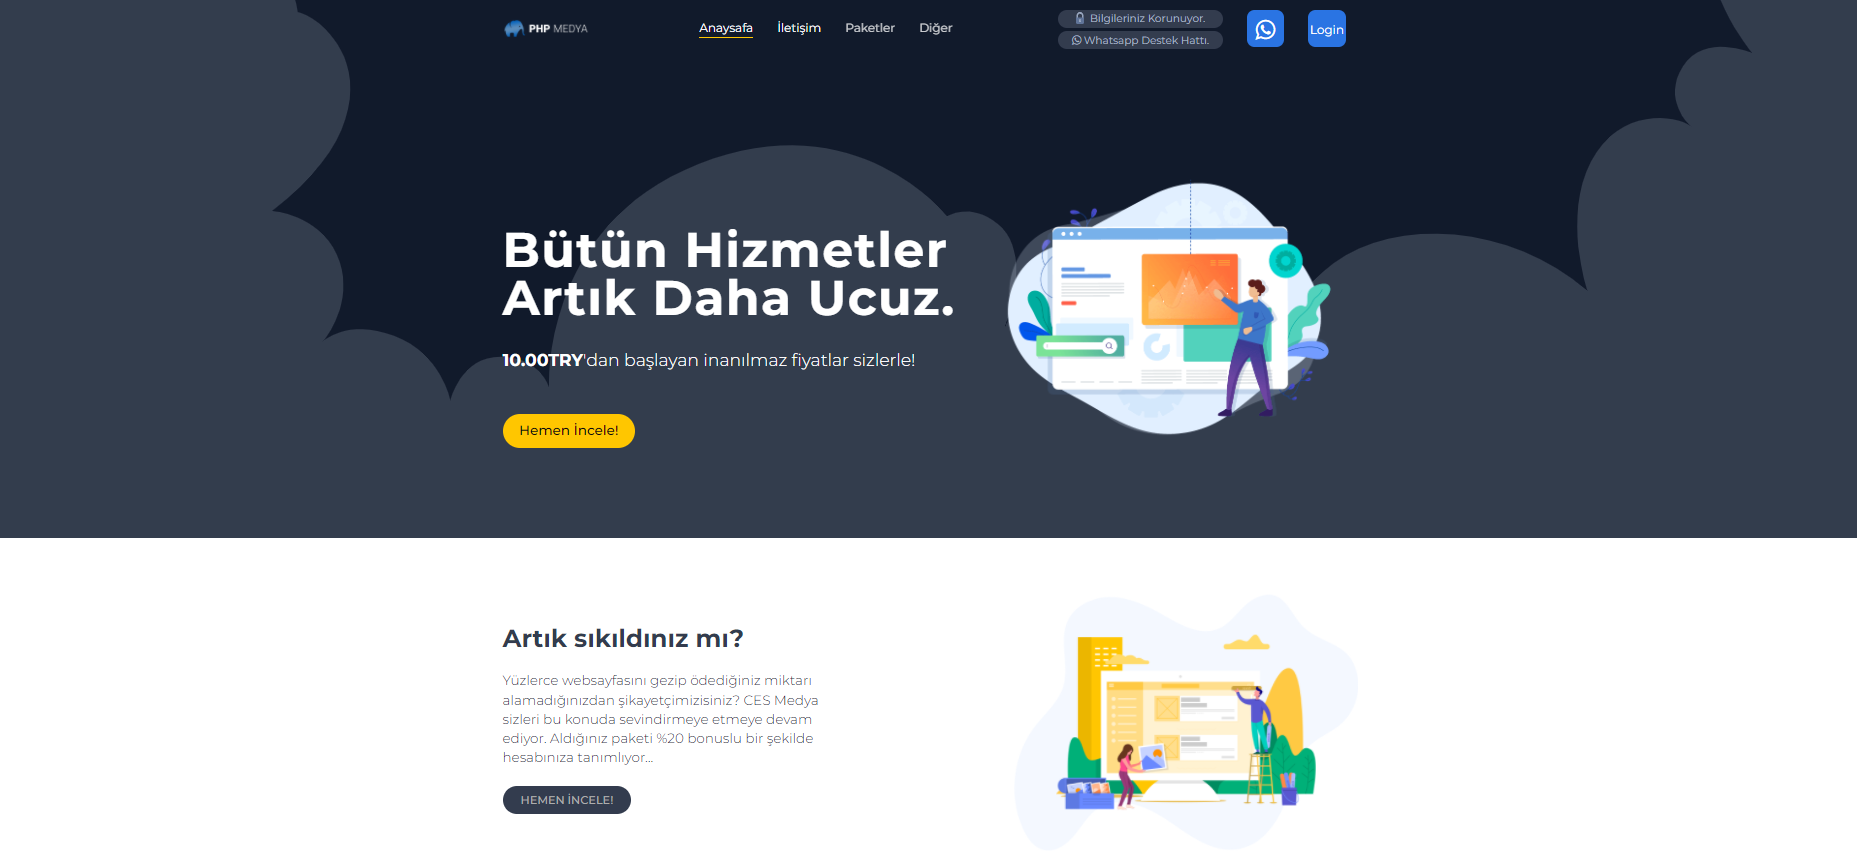 PHP MEDYA
Anaysafa
İletişim
Paketler
Diğer
Bilgileriniz Korunuyor.
Whatsapp Destek Hattı.
Login
Bütün Hizmetler
Artık Daha Ucuz.
10.00TRY'dan başlayan inanılmaz fiyatlar sizlerle!
Hemen İncele!
Artık sıkıldınız mı?
Yüzlerce websayfasını gezip ödediğiniz miktarı
alamadığınızdan şikayetçimizisiniz? CES Medya
sizleri bu konuda sevindirmeye etmeye devam
ediyor. Aldığınız paketi %20 bonuslu bir şekilde
hesabınıza tanımlıyor...
HEMEN İNCELE!